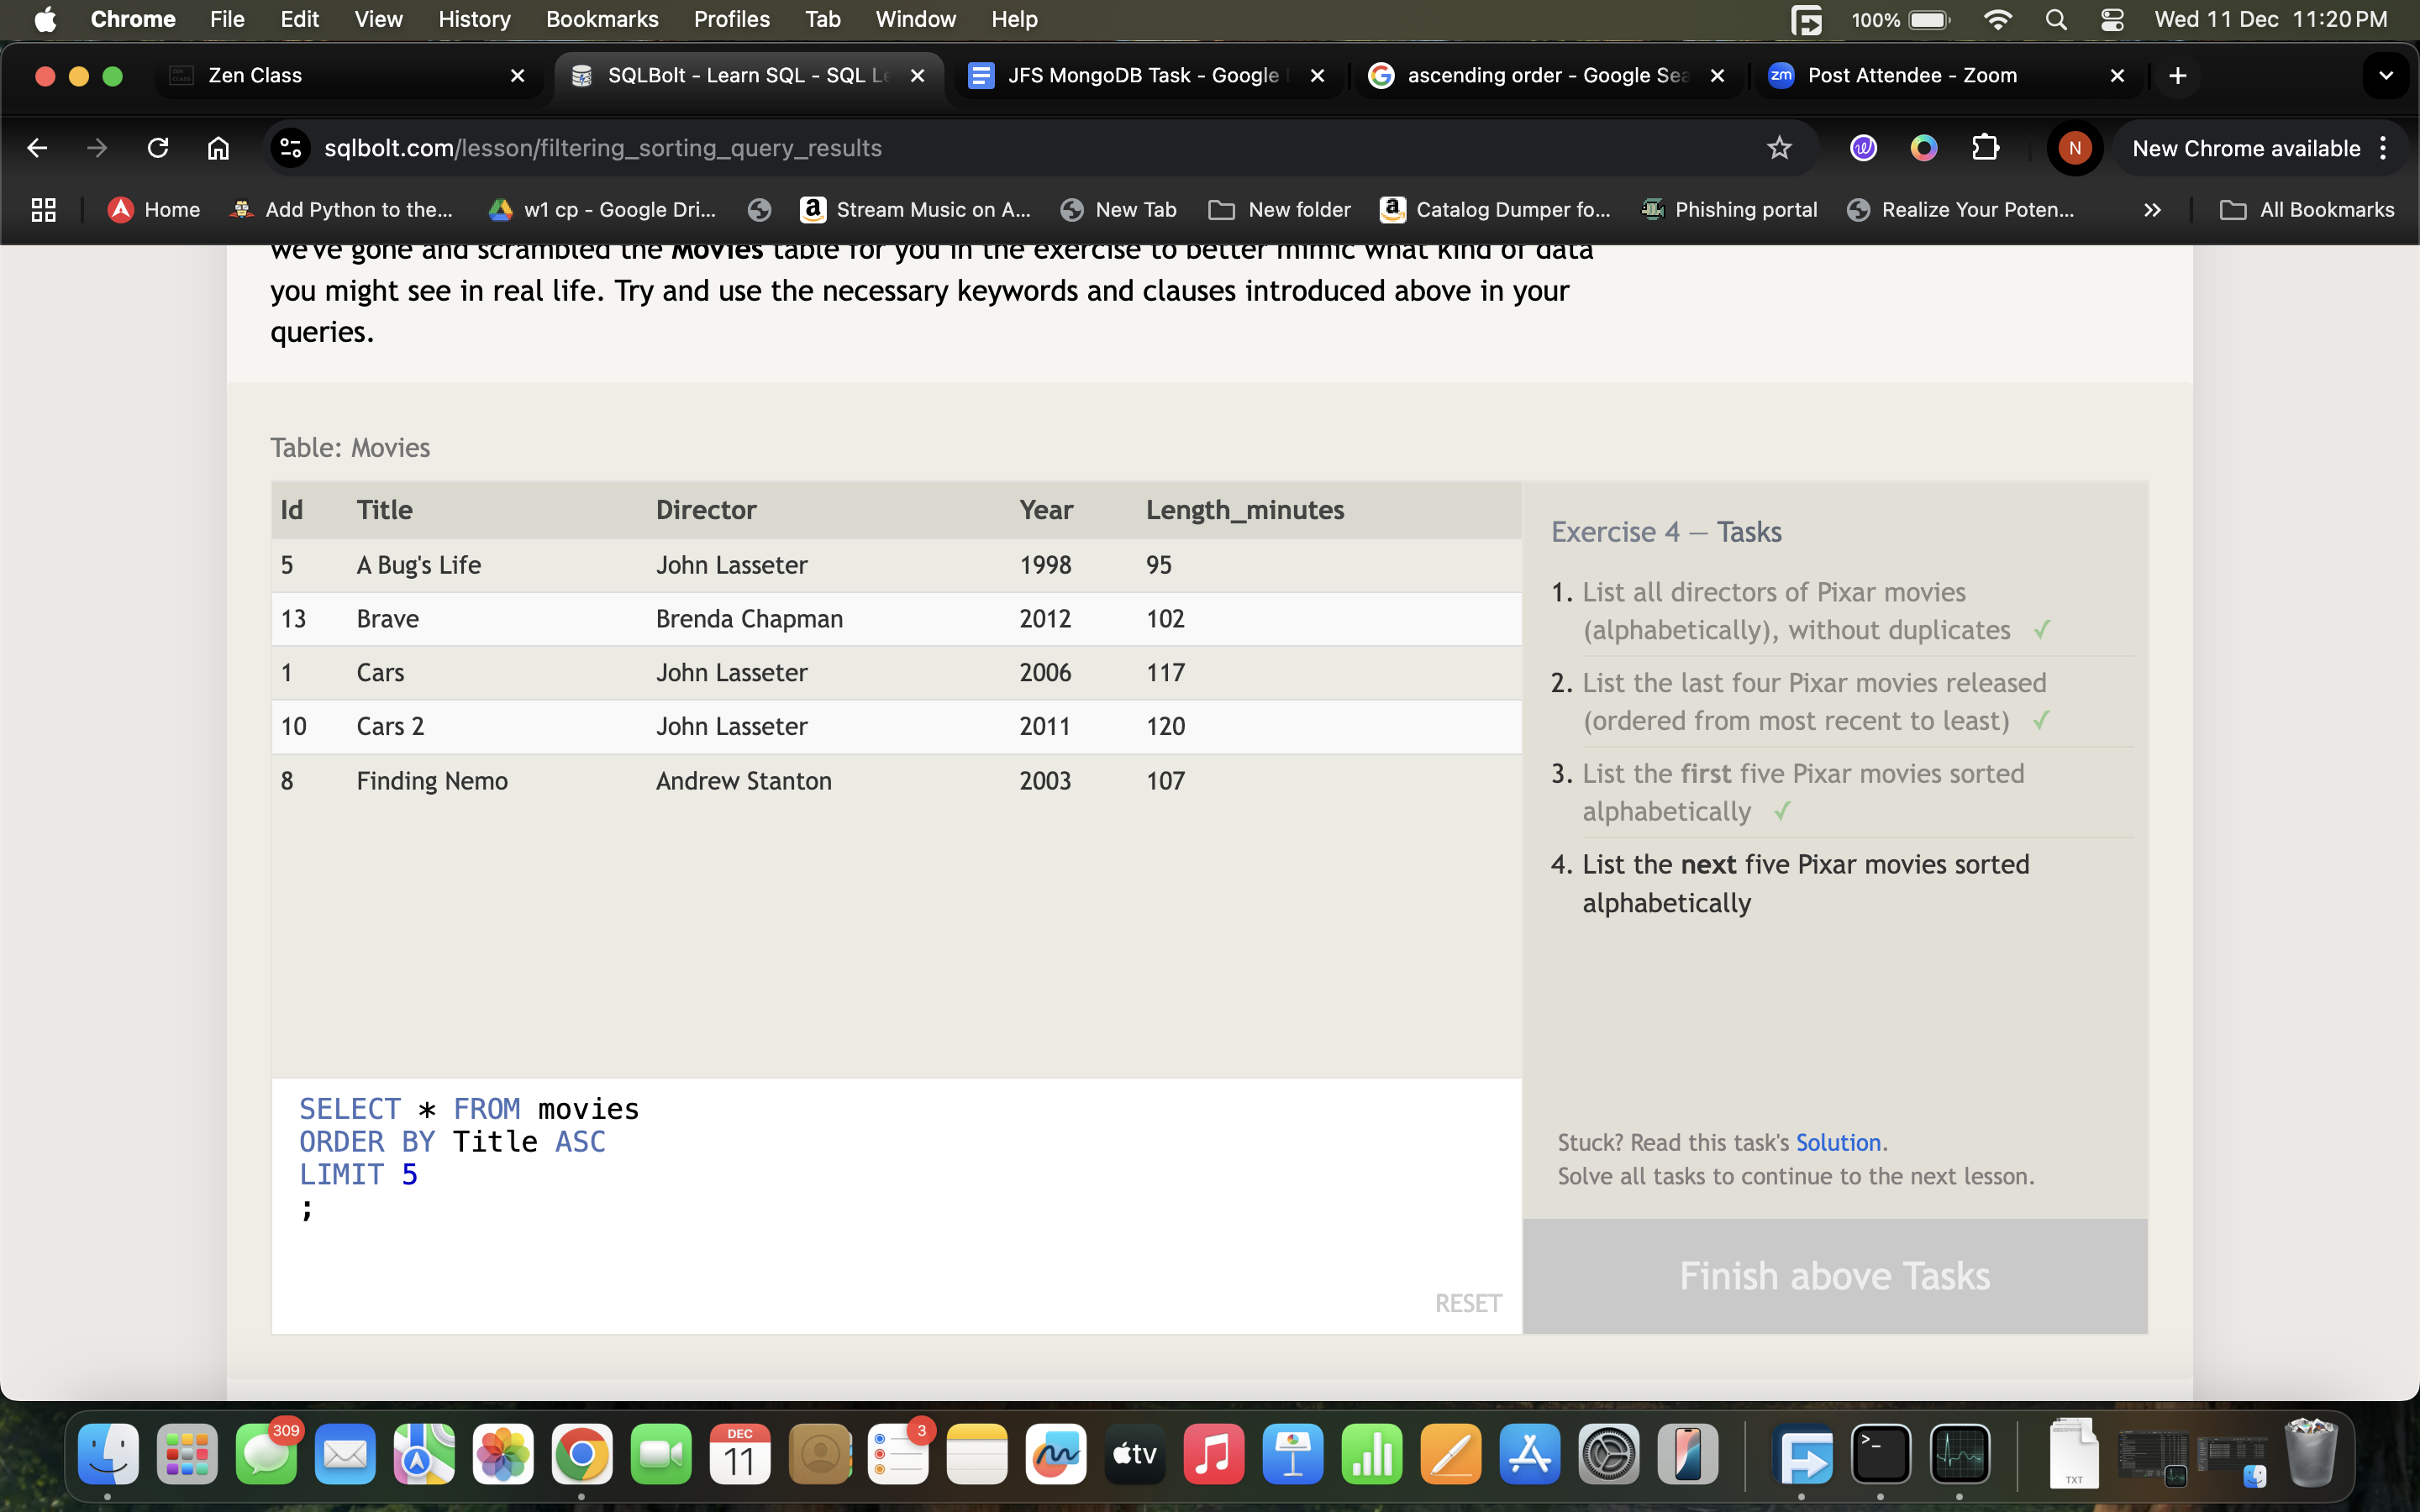 Chrome File Edit View History Bookmarks Profiles Tab Window Help 100% Wed 11 Dec 11:20 PM
Zen Class SQLBolt - Learn SQL - SQL Le JFS MongoDB Task - Google ascending order - Google Sea zm Post Attendee - Zoom
sqlbolt.com/lesson/filtering_sorting_query_results N New Chrome available
Home Add Python to the... w1 cp - Google Dri... Stream Music on A... New Tab New folder Catalog Dumper fo... Phishing portal Realize Your Poten... All Bookmarks
we've gone and scrambled the Movies table for you in the exercise to better mimic what kind of data
you might see in real life. Try and use the necessary keywords and clauses introduced above in your
queries.
Table: Movies
Id Title Director Year Length_minutes
5 A Bug's Life John Lasseter 1998 95
13 Brave Brenda Chapman 2012 102
1 Cars John Lasseter 2006 117
10 Cars 2 John Lasseter 2011 120
8 Finding Nemo Andrew Stanton 2003 107
SELECT * FROM movies
ORDER BY Title ASC
LIMIT 5
;
RESET
Exercise 4 — Tasks
1. List all directors of Pixar movies
(alphabetically), without duplicates ✓
2. List the last four Pixar movies released
(ordered from most recent to least) ✓
3. List the first five Pixar movies sorted
alphabetically ✓
4. List the next five Pixar movies sorted
alphabetically
Stuck? Read this task's Solution.
Solve all tasks to continue to the next lesson.
Finish above Tasks
309 DEC 11 3 tv >_ TXT